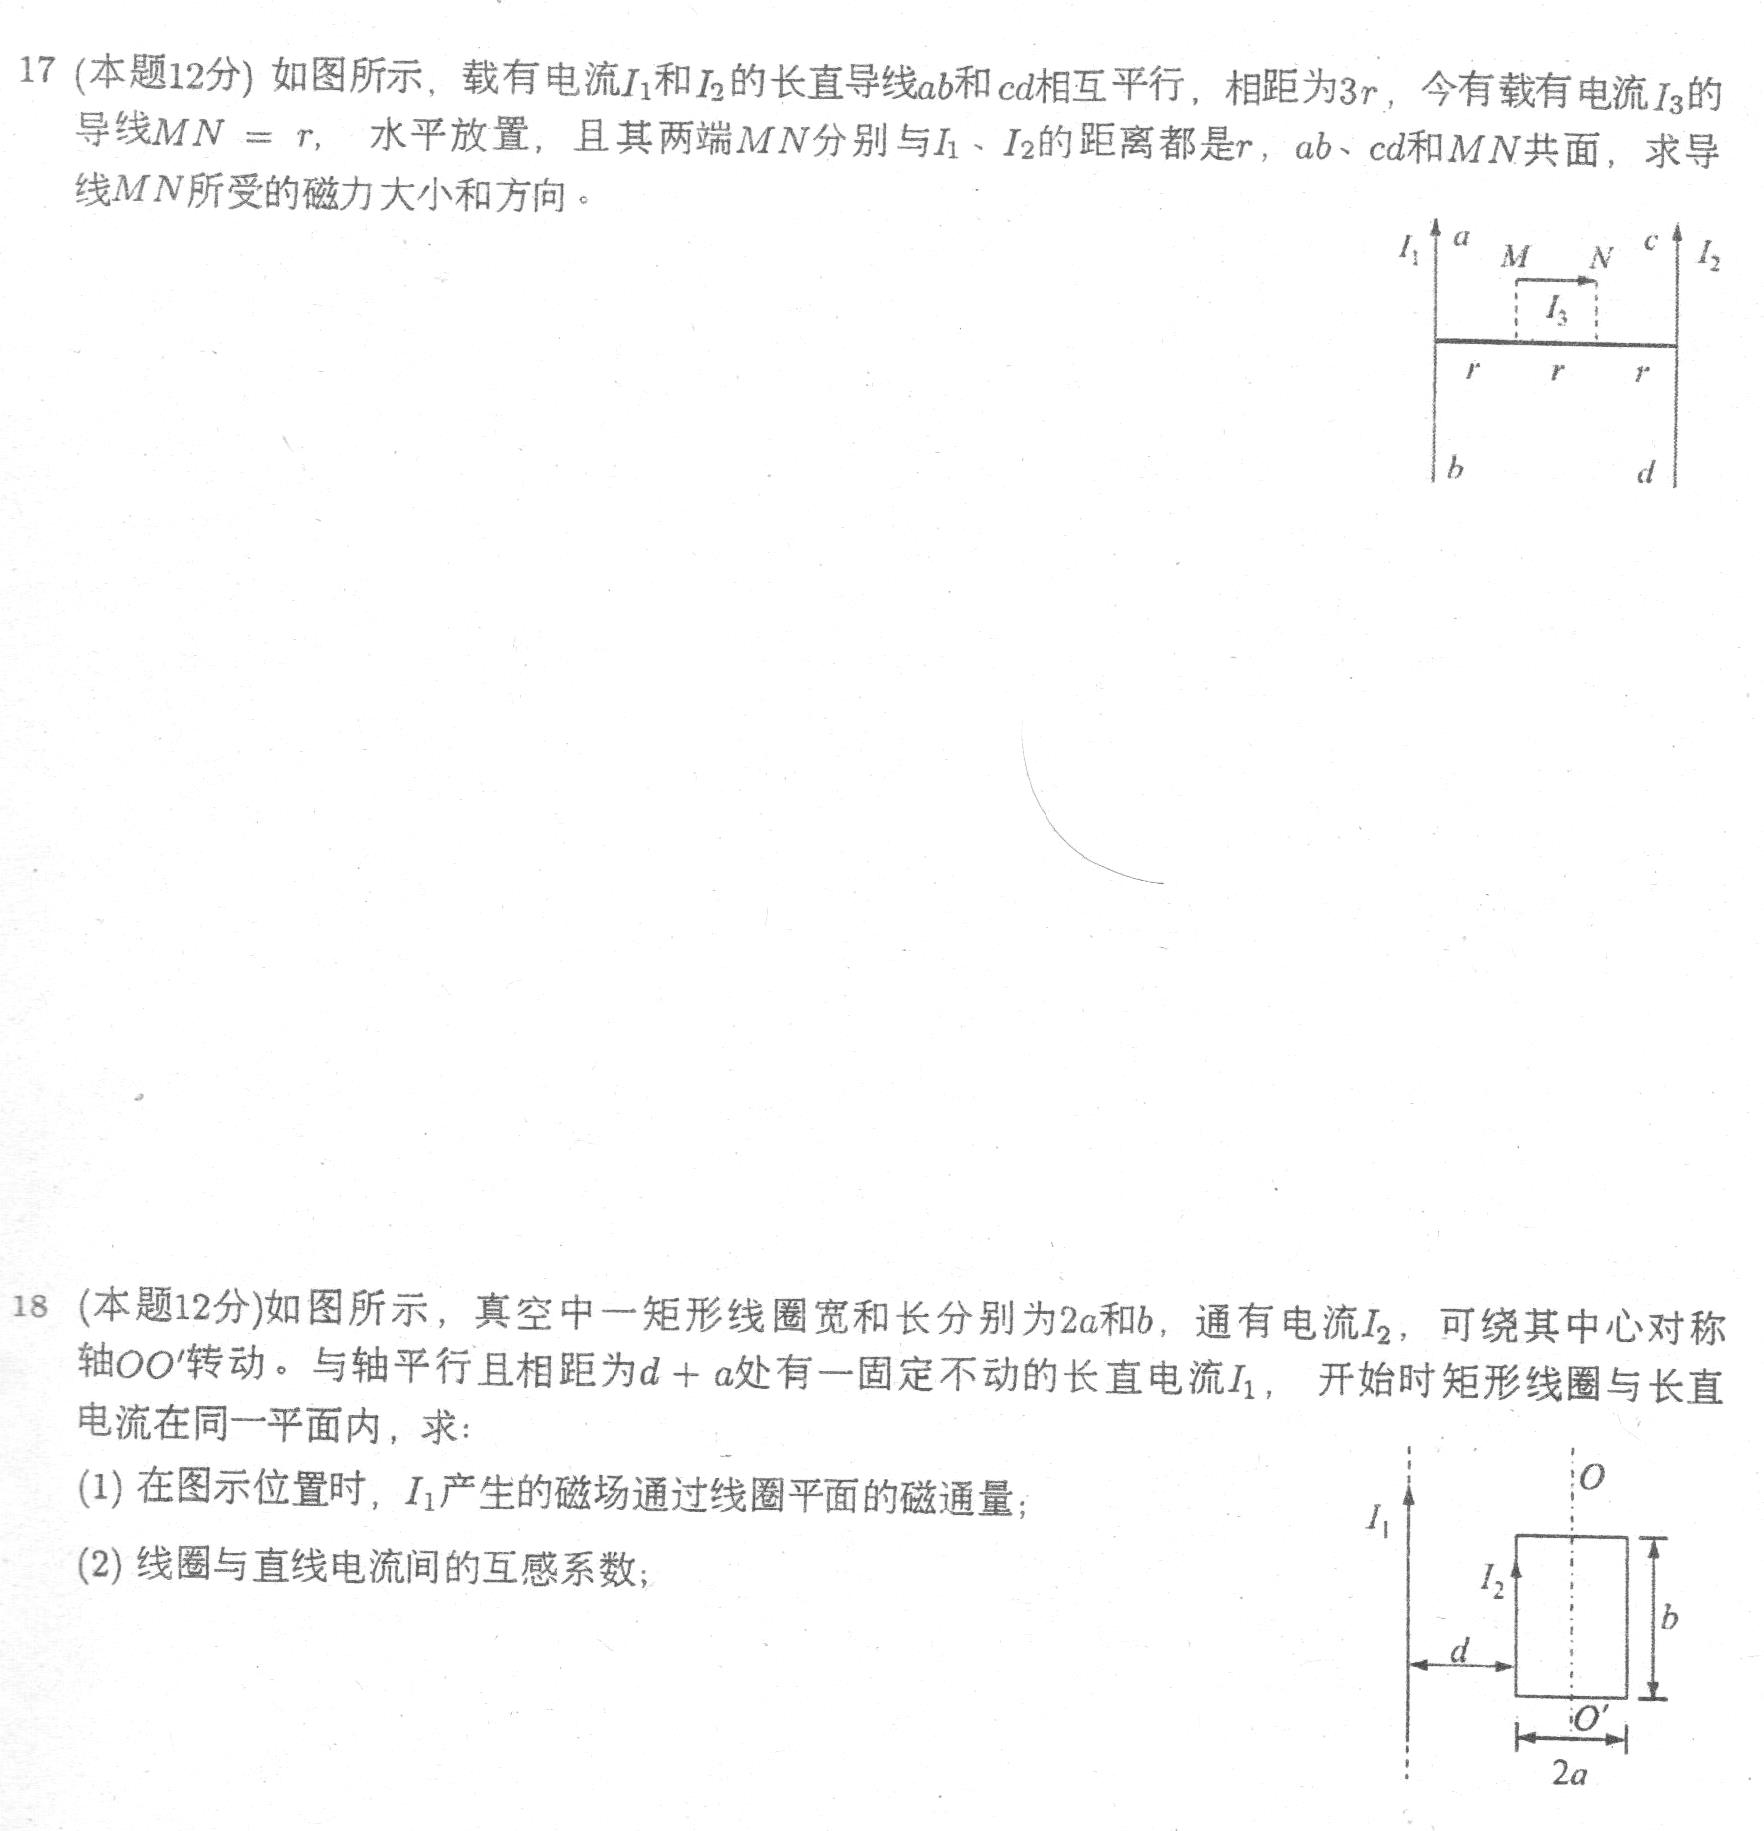 17 (本题12分) 如图所示，载有电流I₁和I₂的长直导线ab和cd相互平行，相距为3r，今有载有电流I₃的
导线MN = r， 水平放置，且其两端MN分别与I₁、I₂的距离都是r，ab、cd和MN共面，求导
线MN所受的磁力大小和方向。
I₁ a M N c I₂
I₃
r r r
b d
18 (本题12分)如图所示，真空中一矩形线圈宽和长分别为2a和b，通有电流I₂，可绕其中心对称
轴OO′转动。与轴平行且相距为d + a处有一固定不动的长直电流I₁， 开始时矩形线圈与长直
电流在同一平面内，求：
(1) 在图示位置时，I₁产生的磁场通过线圈平面的磁通量；
(2) 线圈与直线电流间的互感系数；
O
I₁
I₂
b
d
O′
2a